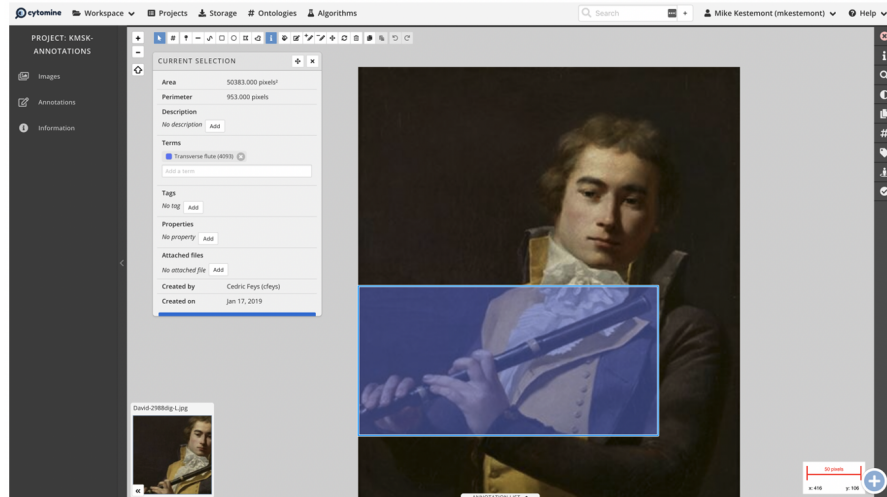 cytomine Workspace Projects Storage # Ontologies Algorithms Search Mike Kestemont (mkestemont) Help
PROJECT: KMSK-
ANNOTATIONS
Images
Annotations
Information
CURRENT SELECTION
Area 50383.000 pixels²
Perimeter 953.000 pixels
Description
No description Add
Terms
Transverse flute (4093)
Add a term
Tags
No tag Add
Properties
No property Add
Attached files
No attached file Add
Created by Cedric Feys (cfeys)
Created on Jan 17, 2019
David-2988dig-L.jpg
50 pixels
x: 416 y: 106
ANNOTATION LIST